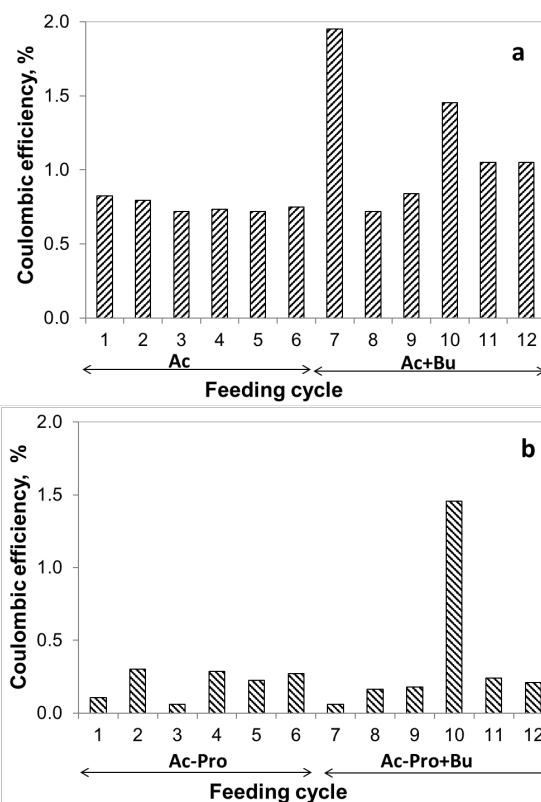 Coulombic efficiency, %
2.0
1.5
1.0
0.5
0.0
a
1 2 3 4 5 6 7 8 9 10 11 12
Ac Ac+Bu
Feeding cycle
Coulombic efficiency, %
2.0
1.5
1.0
0.5
0.0
b
1 2 3 4 5 6 7 8 9 10 11 12
Ac-Pro Ac-Pro+Bu
Feeding cycle